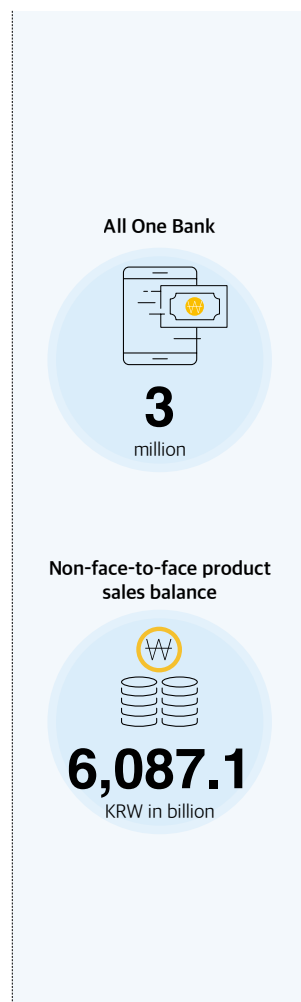 All One Bank
₩
3
million
Non-face-to-face product
sales balance
₩
6,087.1
KRW in billion